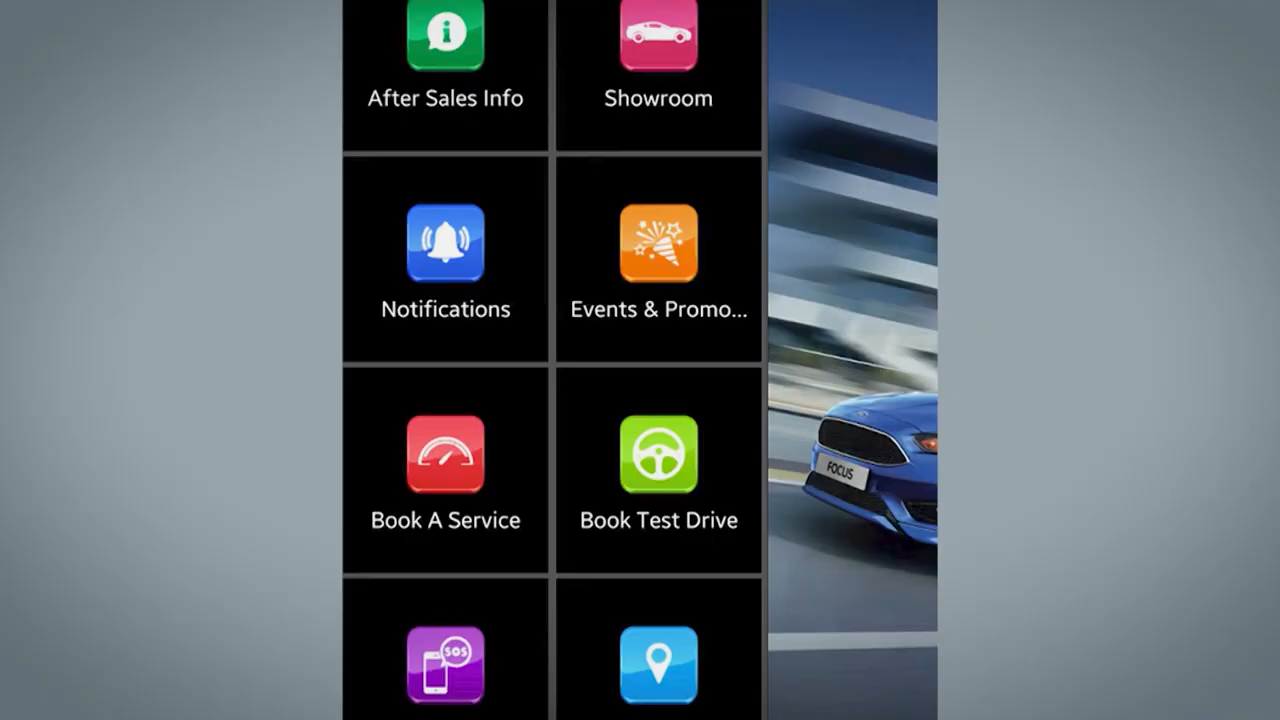 After Sales Info
Showroom
Notifications
Events & Promo...
Book A Service
Book Test Drive
FOCUS
SOS